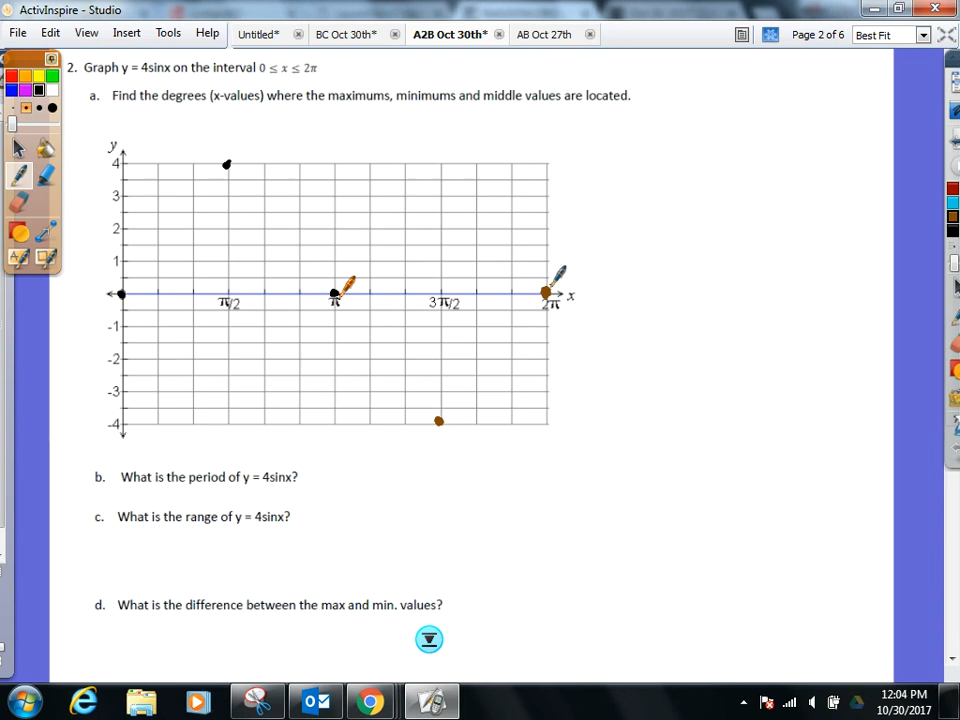 ActivInspire - Studio
File Edit View Insert Tools Help Untitled* BC Oct 30th* A2B Oct 30th* AB Oct 27th Page 2 of 6 Best Fit
2. Graph y = 4sinx on the interval 0 ≤ x ≤ 2π
a. Find the degrees (x-values) where the maximums, minimums and middle values are located.
y
4
3
2
1
π/2 π 3π/2 2π x
-1
-2
-3
-4
b. What is the period of y = 4sinx?
c. What is the range of y = 4sinx?
d. What is the difference between the max and min. values?
12:04 PM
10/30/2017